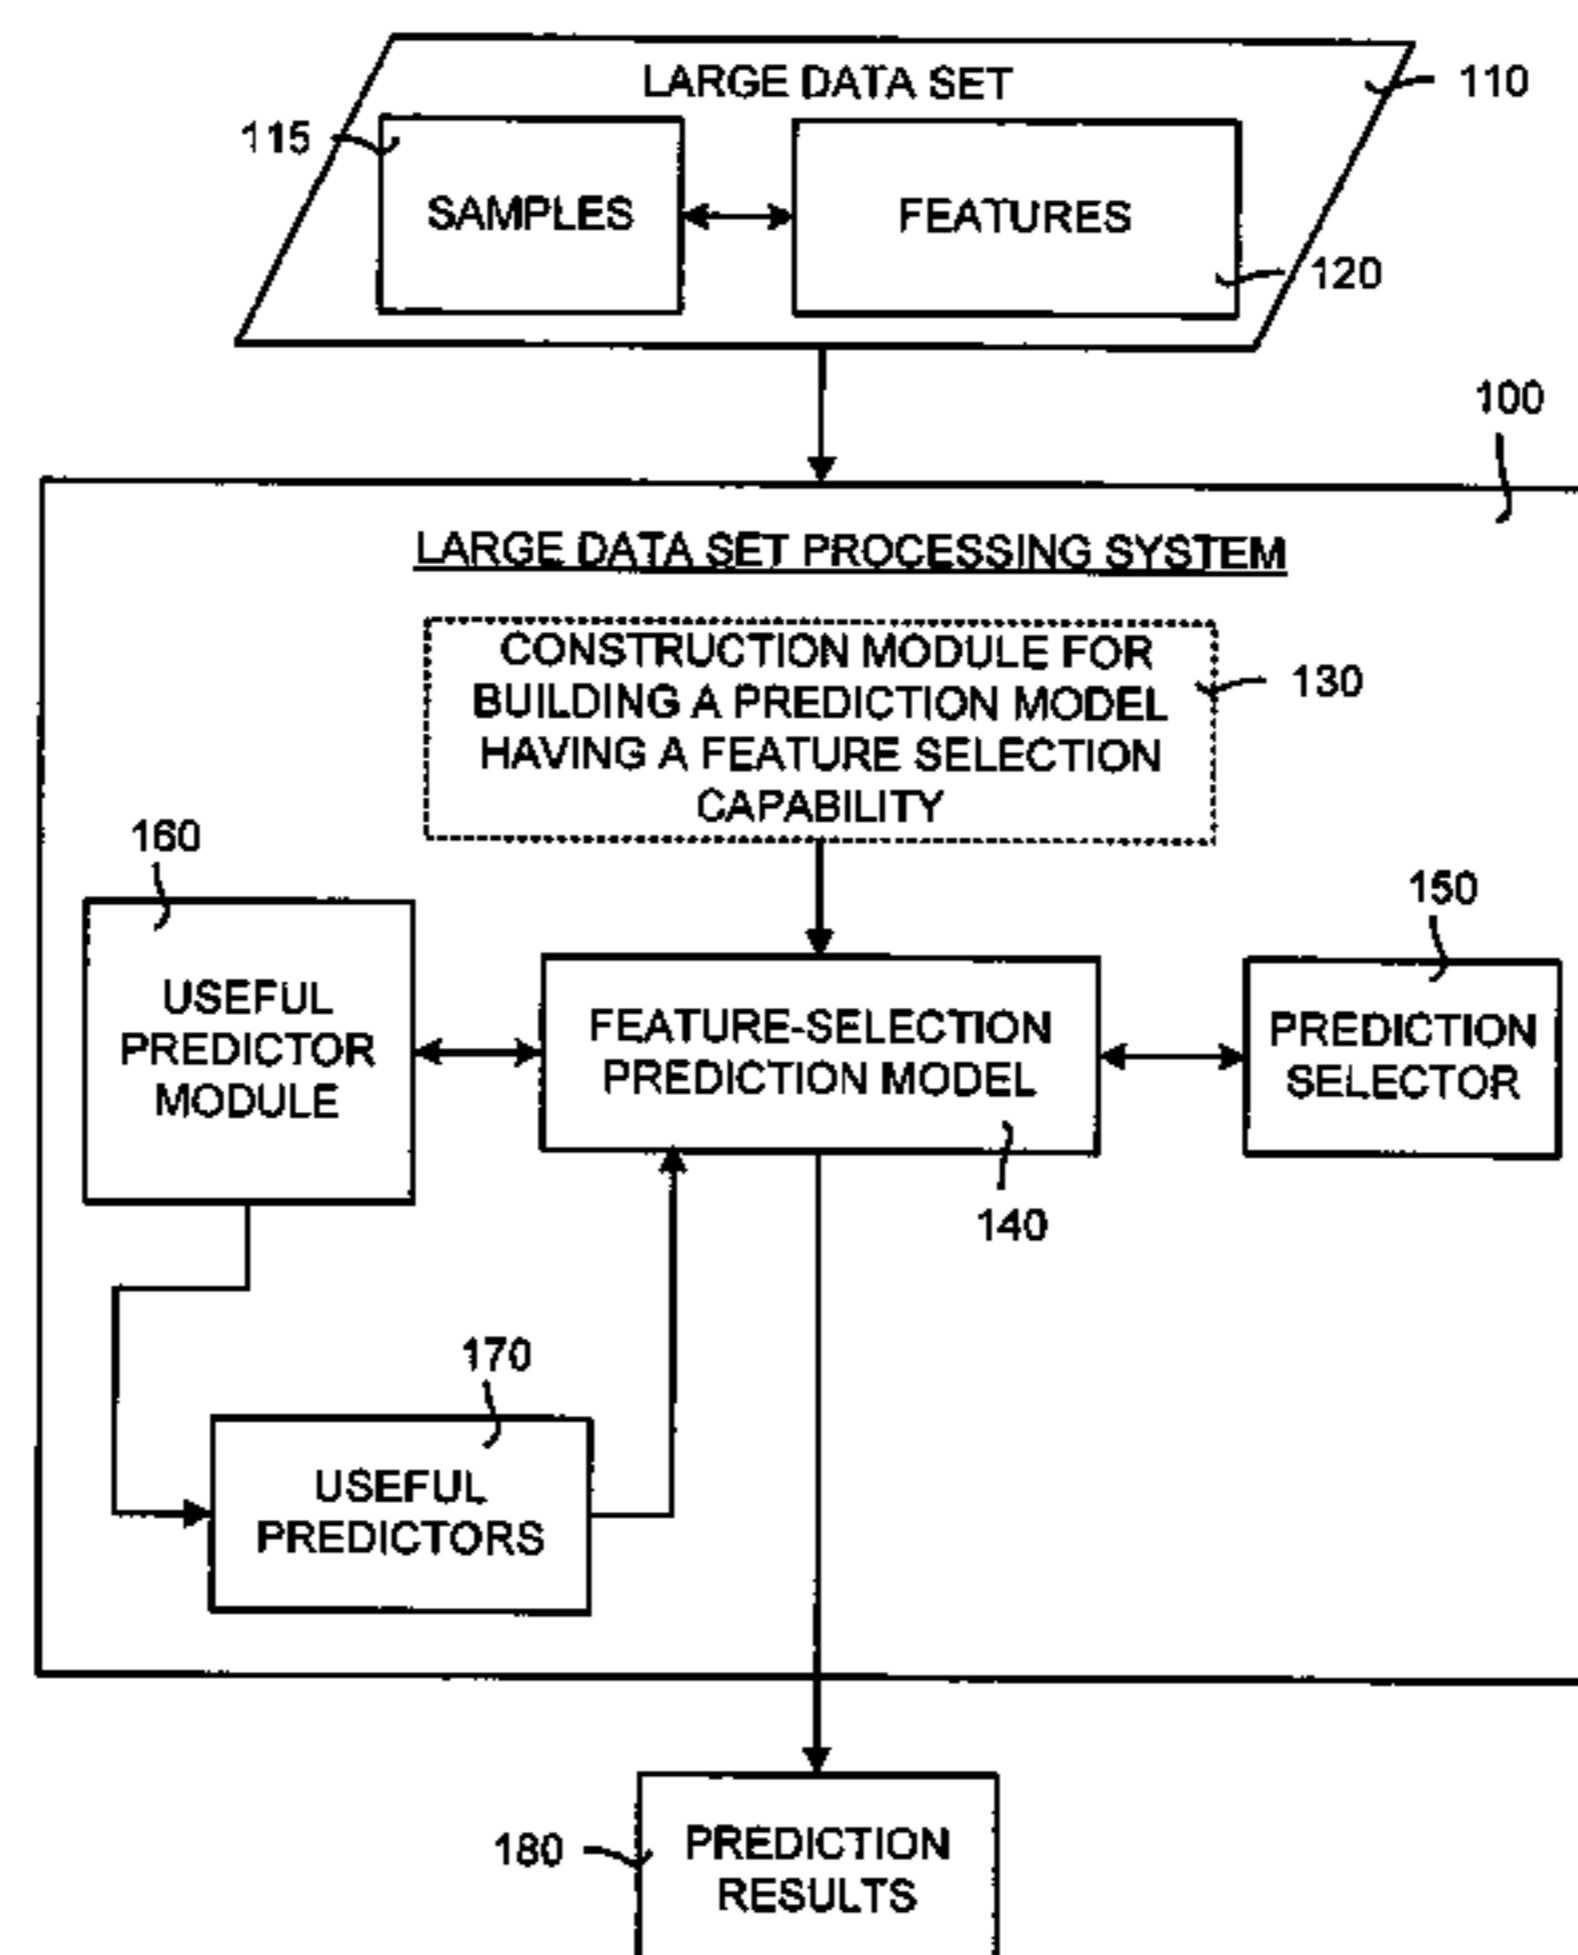 LARGE DATA SET
110
115
SAMPLES
FEATURES
120
100
LARGE DATA SET PROCESSING SYSTEM
CONSTRUCTION MODULE FOR
BUILDING A PREDICTION MODEL
HAVING A FEATURE SELECTION
CAPABILITY
130
160
150
USEFUL
PREDICTOR
MODULE
FEATURE-SELECTION
PREDICTION MODEL
PREDICTION
SELECTOR
140
170
USEFUL
PREDICTORS
180
PREDICTION
RESULTS